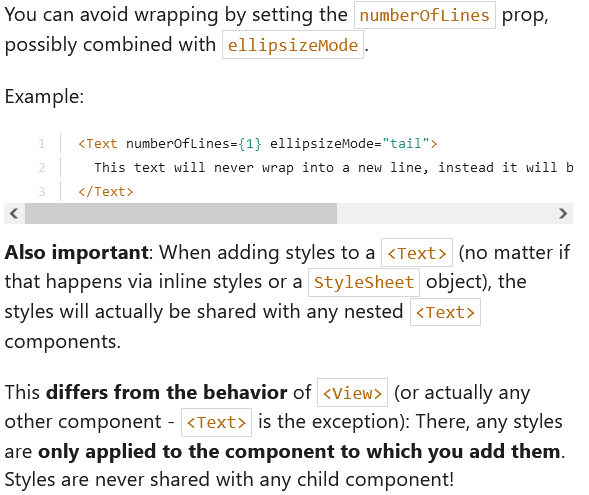 You can avoid wrapping by setting the numberOfLines prop,
possibly combined with ellipsizeMode.
Example:
1 <Text numberOfLines={1} ellipsizeMode="tail">
2 This text will never wrap into a new line, instead it will b
3 </Text>
Also important: When adding styles to a <Text> (no matter if
that happens via inline styles or a StyleSheet object), the
styles will actually be shared with any nested <Text>
components.
This differs from the behavior of <View> (or actually any
other component - <Text> is the exception): There, any styles
are only applied to the component to which you add them.
Styles are never shared with any child component!